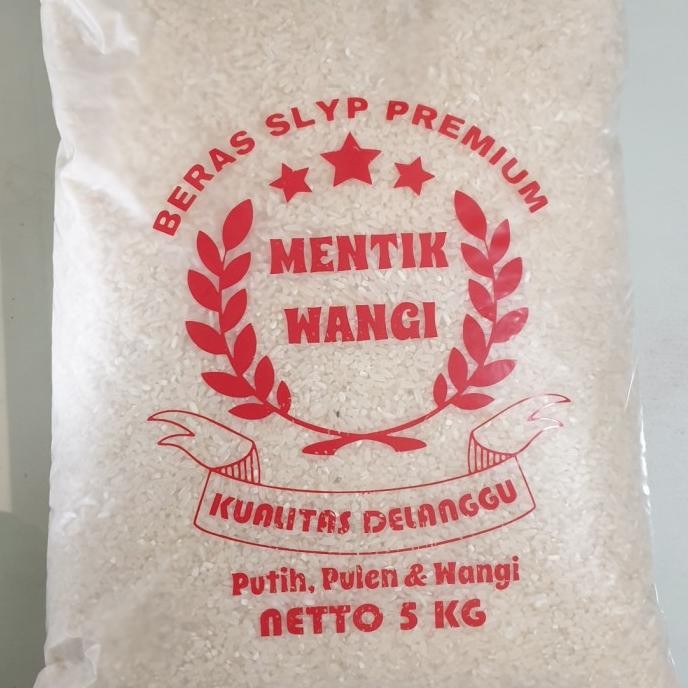 BERAS SLYP PREMIUM
MENTIK
WANGI
KUALITAS DELANGGU
Putih, Pulen & Wangi
NETTO 5 KG